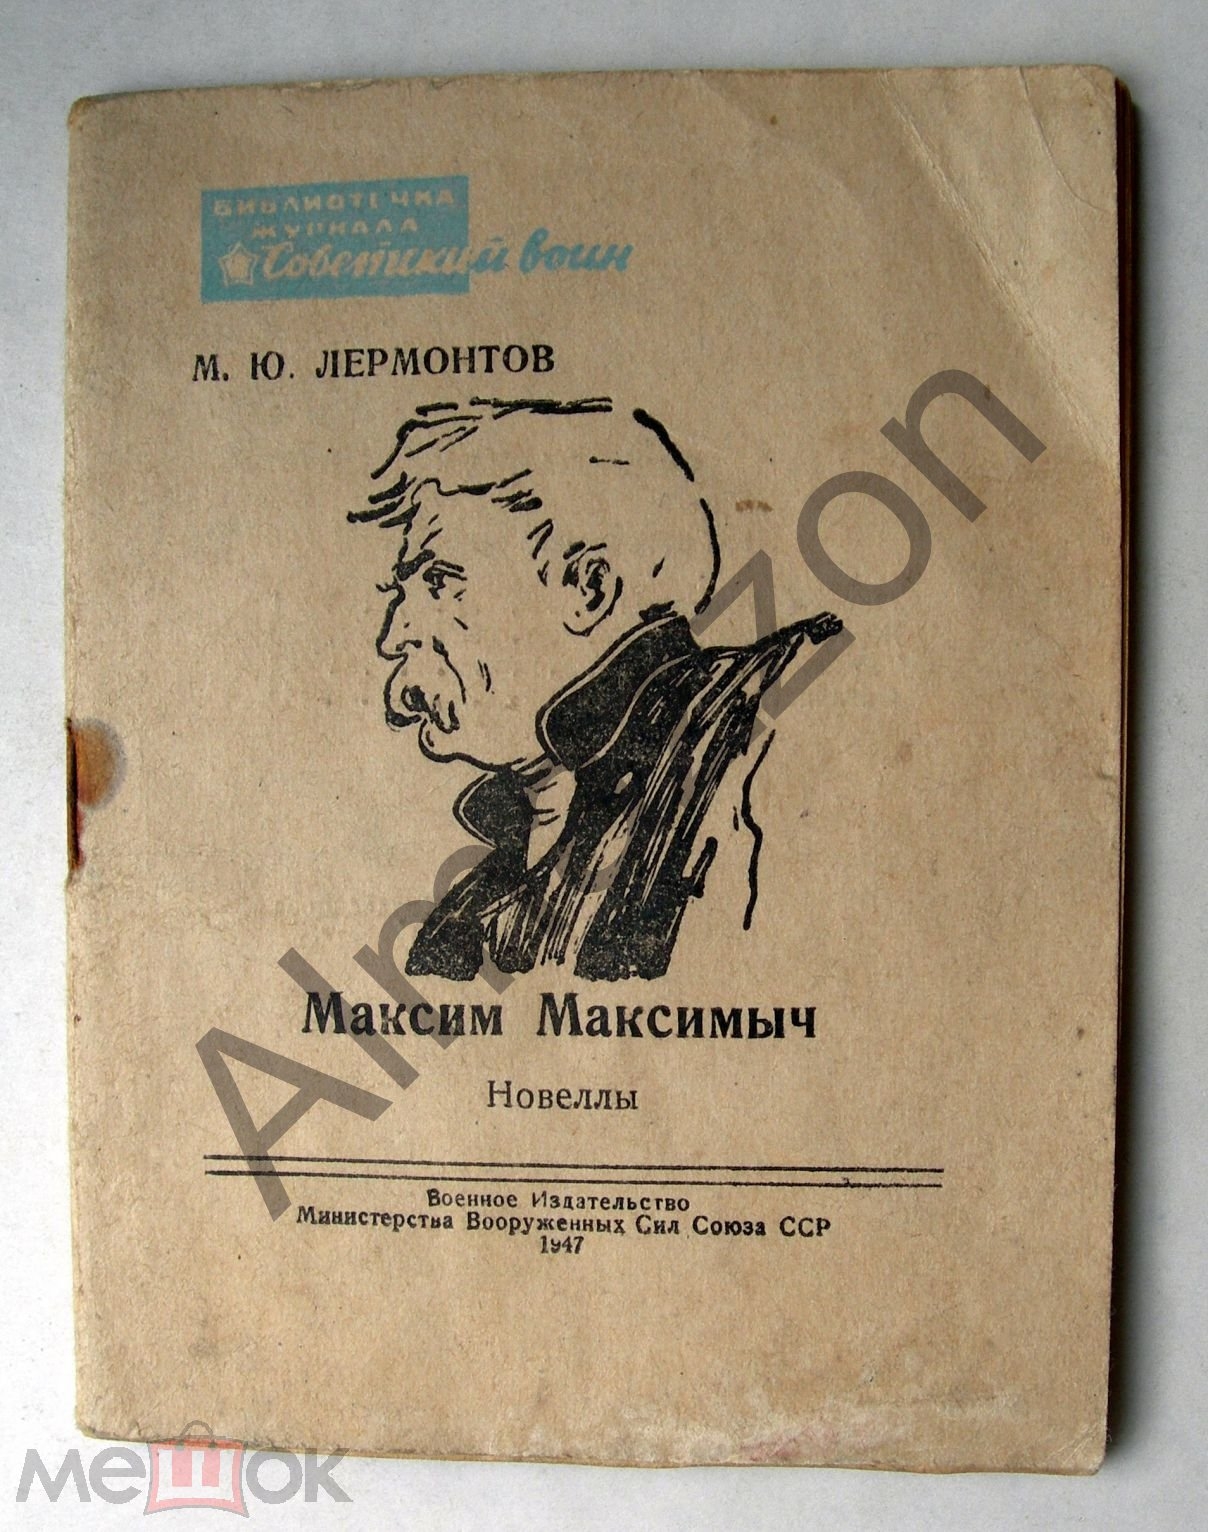 БИБЛИОТЕЧКА
ЖУРНАЛА
Советский воин
М. Ю. ЛЕРМОНТОВ
Максим Максимыч
Новеллы
Военное Издательство
Министерства Вооруженных Сил Союза ССР
1947
мешок